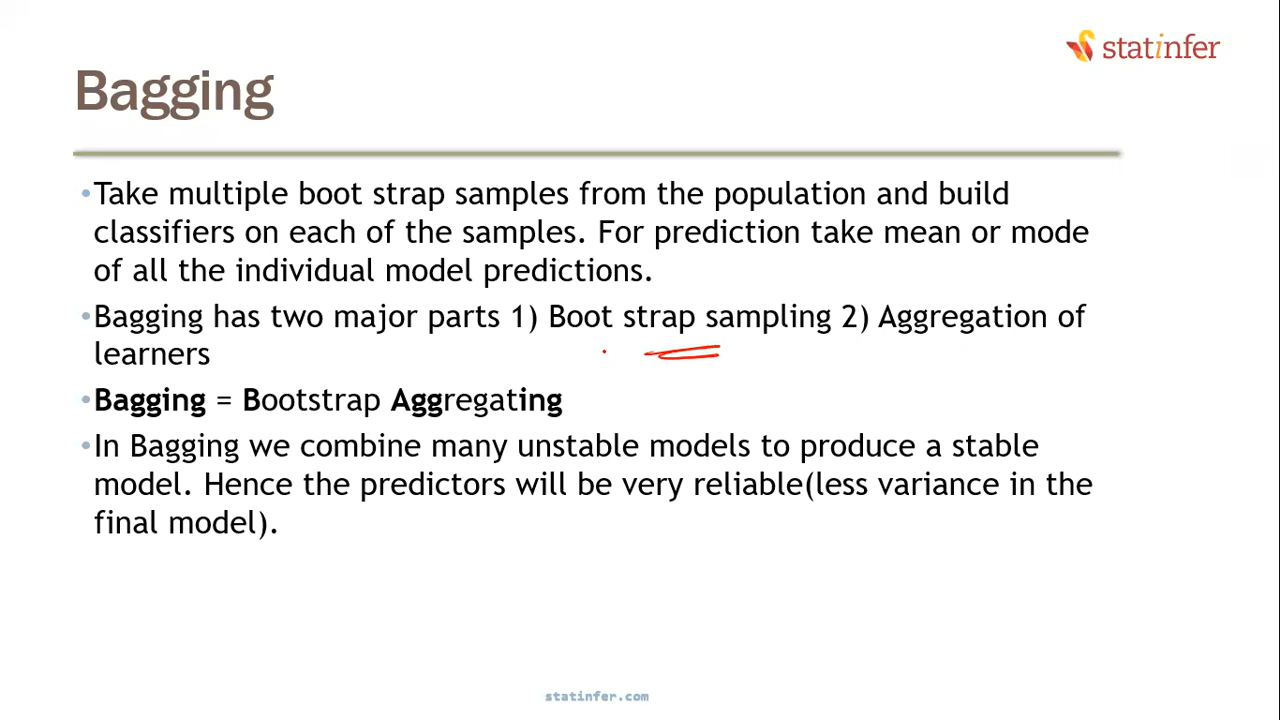 statinfer
Bagging
•Take multiple boot strap samples from the population and build
classifiers on each of the samples. For prediction take mean or mode
of all the individual model predictions.
•Bagging has two major parts 1) Boot strap sampling 2) Aggregation of
learners
•Bagging = Bootstrap Aggregating
•In Bagging we combine many unstable models to produce a stable
model. Hence the predictors will be very reliable(less variance in the
final model).
statinfer.com